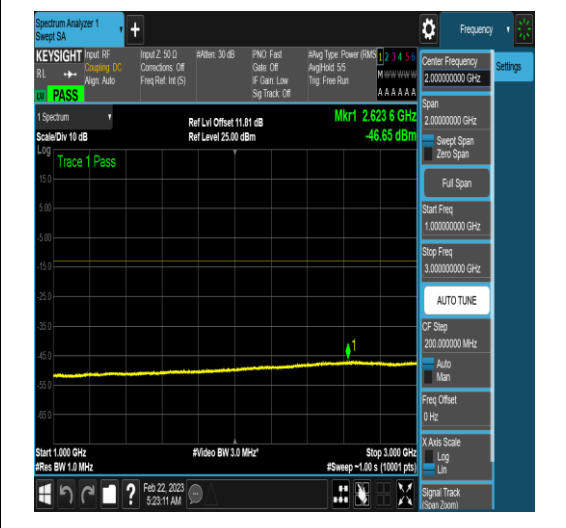 Spectrum Analyzer 1
Swept SA
Frequency
KEYSIGHT
RL
Input: RF
Coupling: DC
Align: Auto
Input Z: 50 Ω
Corrections: Off
Freq Ref: Int (S)
#Atten: 30 dB
PNO: Fast
Gate: Off
IF Gain: Low
Sig Track: Off
#Avg Type: Power (RMS
Avg|Hold: 5/5
Trig: Free Run
1 2 3 4 5 6
M W W W W W
A A A A A A
PASS
1 Spectrum
Scale/Div 10 dB
Ref Lvl Offset 11.81 dB
Ref Level 25.00 dBm
Mkr1 2.623 6 GHz
-46.65 dBm
Log
Trace 1 Pass
15.0
5.00
-5.00
-15.0
-25.0
-35.0
-45.0
-55.0
-65.0
1
Start 1.000 GHz
#Res BW 1.0 MHz
#Video BW 3.0 MHz*
Stop 3.000 GHz
#Sweep ~1.00 s (10001 pts)
?
Feb 22, 2023
5:23:11 AM
Center Frequency
2.000000000 GHz
Settings
Span
2.00000000 GHz
Swept Span
Zero Span
Full Span
Start Freq
1.000000000 GHz
Stop Freq
3.000000000 GHz
AUTO TUNE
CF Step
200.000000 MHz
Auto
Man
Freq Offset
0 Hz
X Axis Scale
Log
Lin
Signal Track
(Span Zoom)